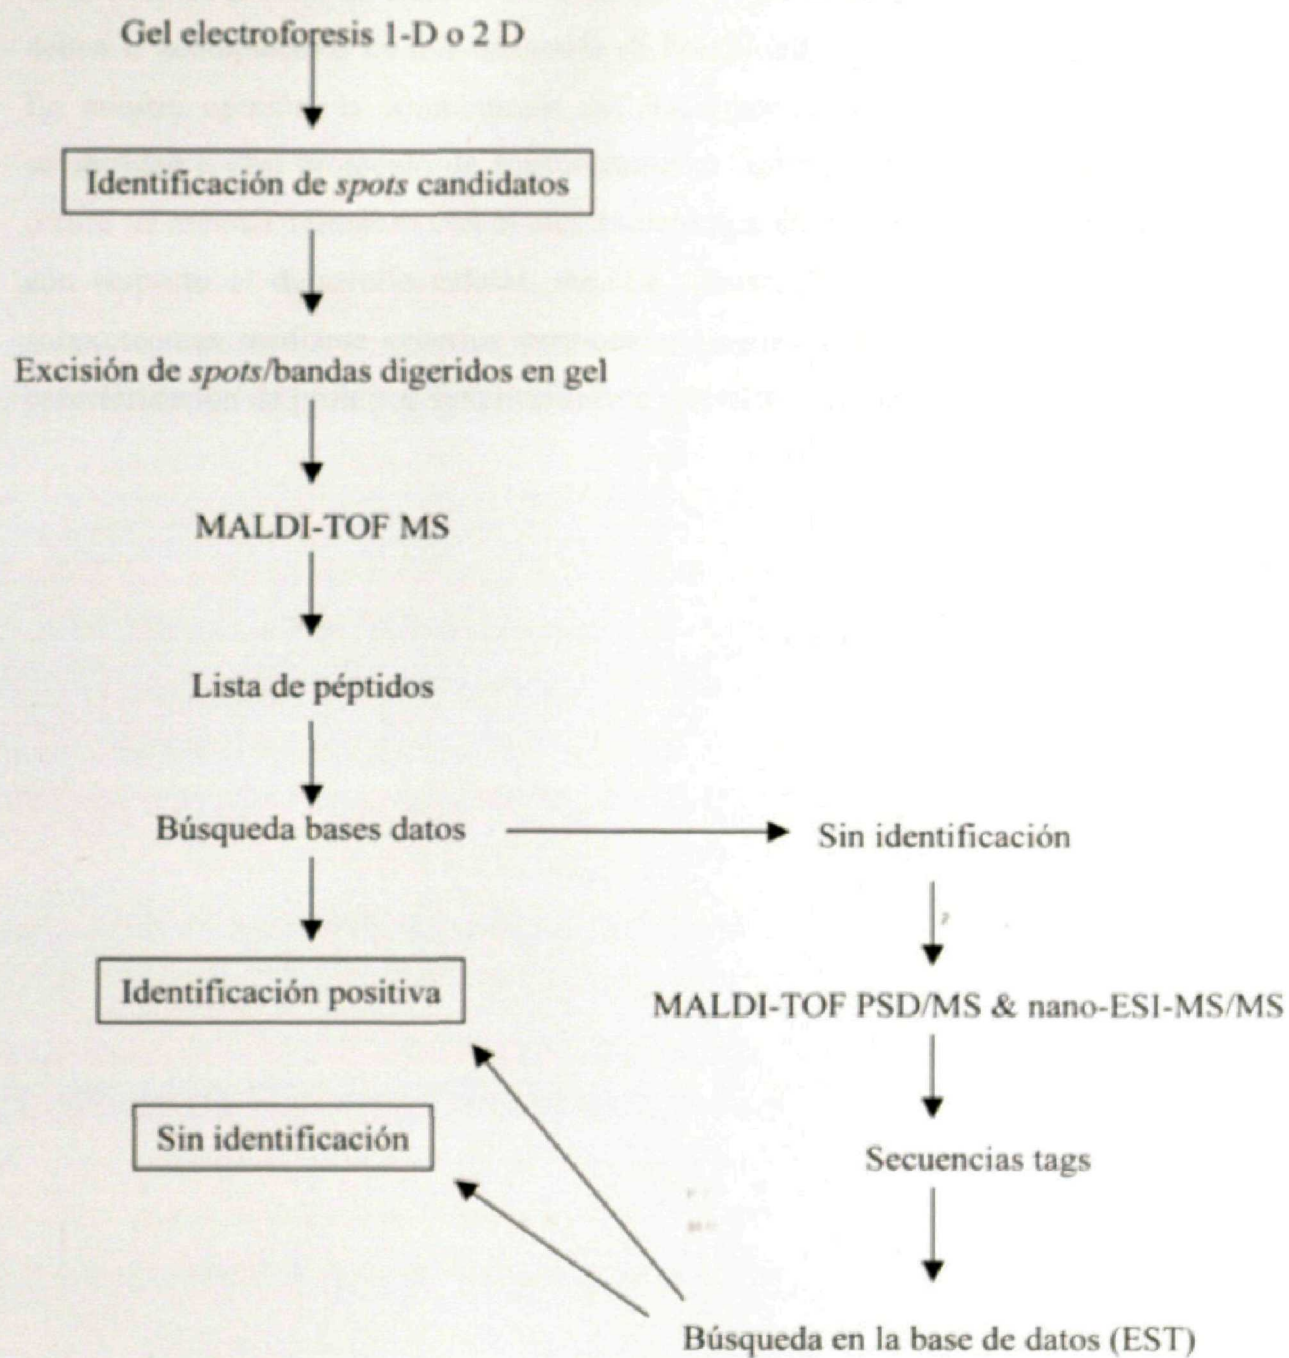 Gel electroforesis 1-D o 2 D
Identificación de spots candidatos
Excisión de spots/bandas digeridos en gel
MALDI-TOF MS
Lista de péptidos
Búsqueda bases datos
Sin identificación
Identificación positiva
MALDI-TOF PSD/MS & nano-ESI-MS/MS
Sin identificación
Secuencias tags
Búsqueda en la base de datos (EST)